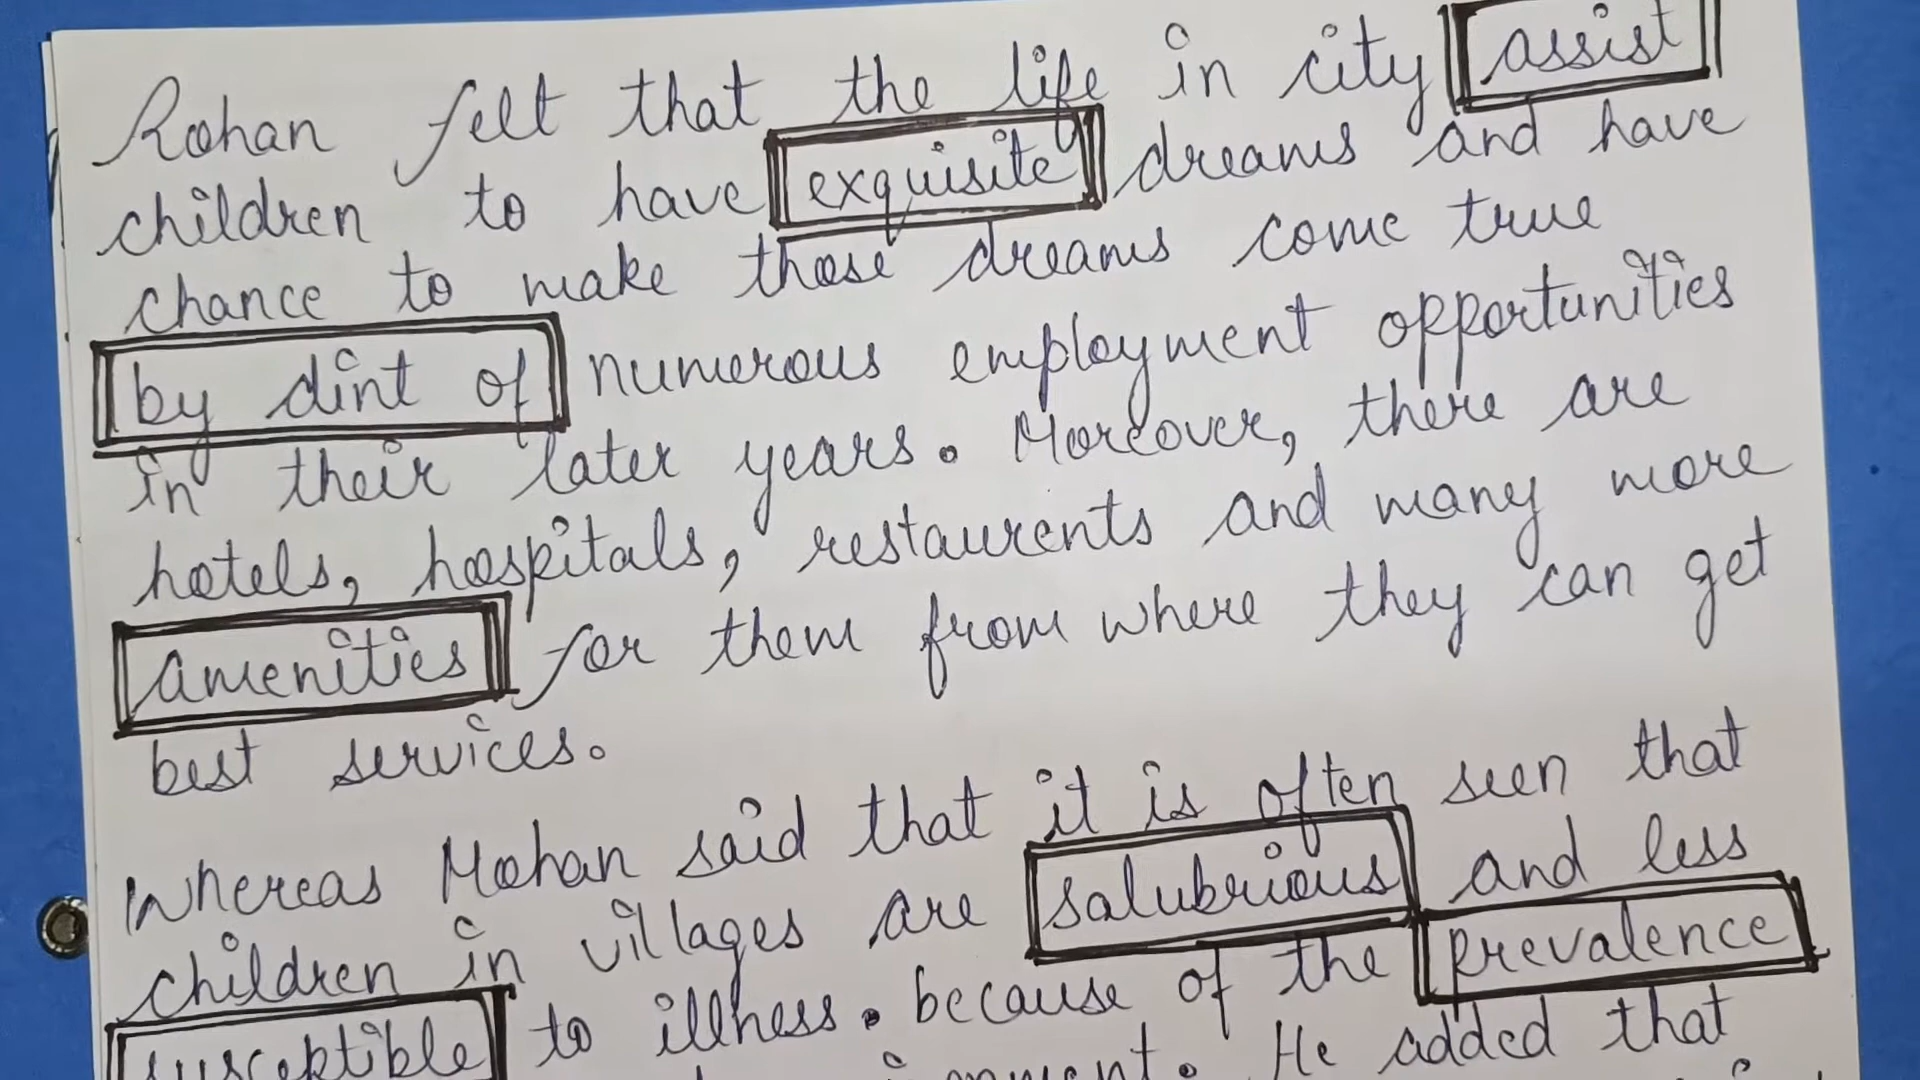 Rohan felt that the life in city assist
children to have exquisite dreams and have
chance to make those dreams come true
by dint of numerous employment opportunities
in their later years. Moreover, there are
hotels, hospitals, restaurents and many more
amenities for them from where they can get
best services.
Whereas Mohan said that it is often seen that
children in villages are salubrious and less
susceptible to illness. because of the prevalence
He added that